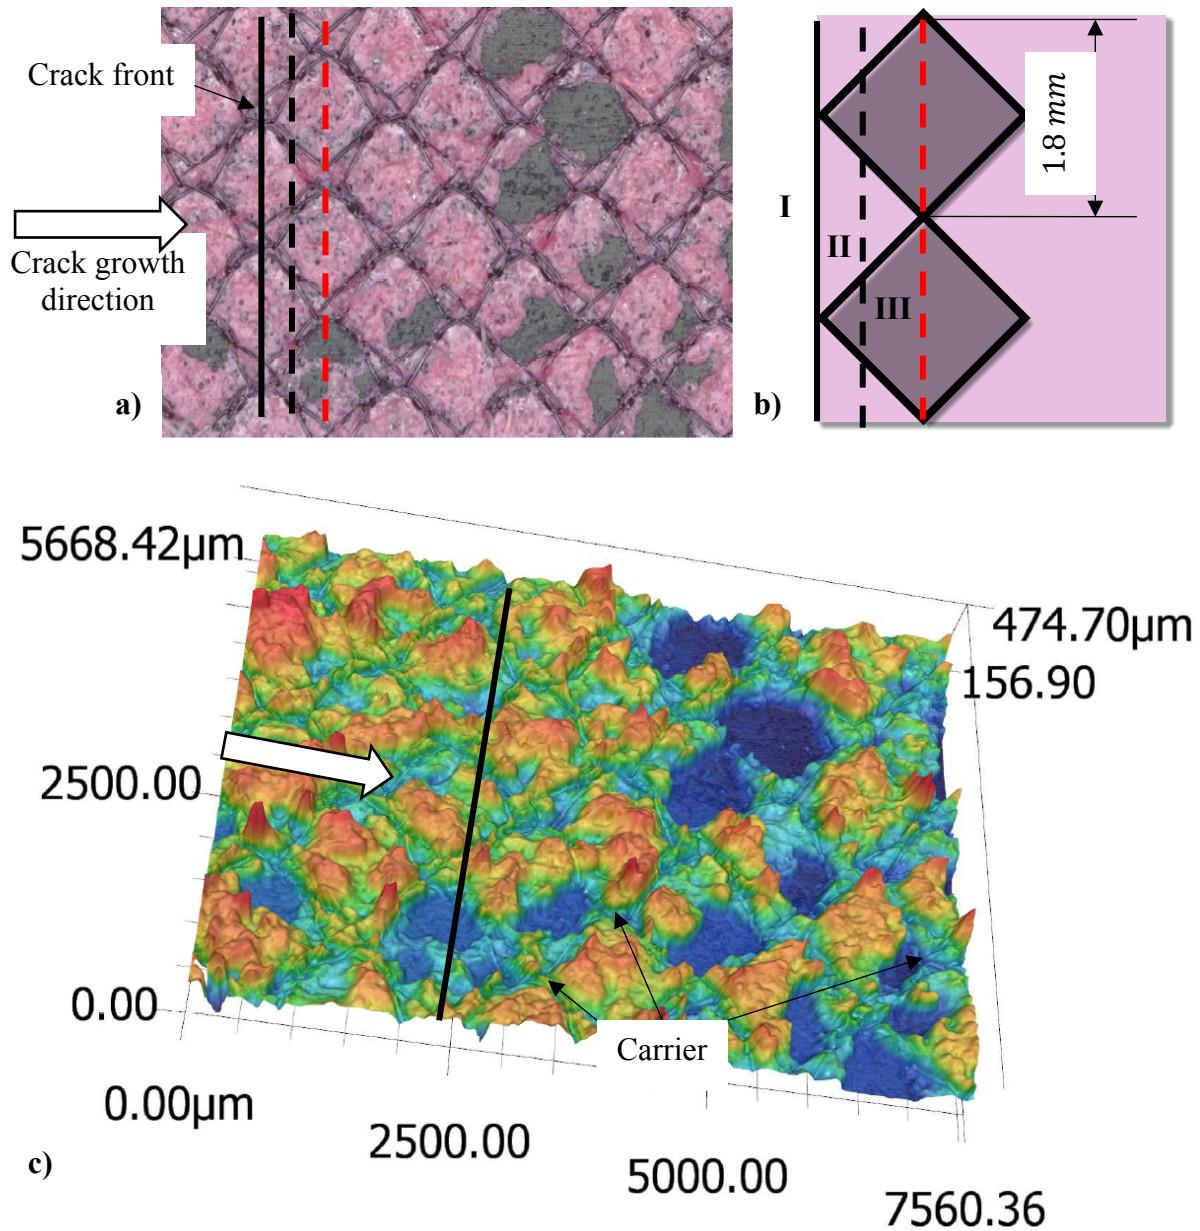 Crack front
Crack growth
direction
a)
I
II
III
1.8 mm
b)
5668.42µm
474.70µm
156.90
2500.00
0.00
Carrier
0.00µm
2500.00
5000.00
7560.36
c)